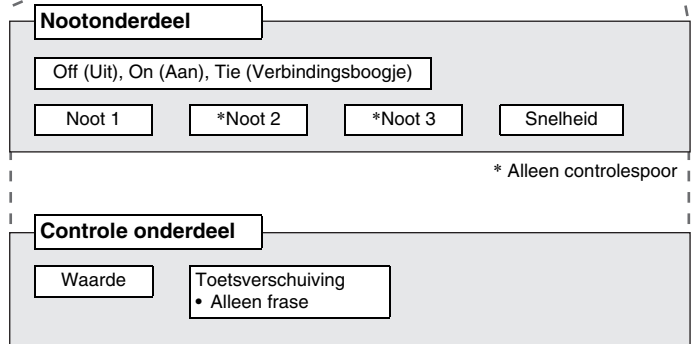 Nootonderdeel
Off (Uit), On (Aan), Tie (Verbindingsboogje)
Noot 1 *Noot 2 *Noot 3 Snelheid
* Alleen controlespoor
Controle onderdeel
Waarde Toetsverschuiving
• Alleen frase